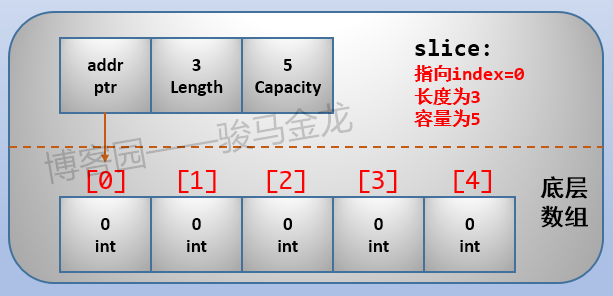 addr
ptr
3
Length
5
Capacity
slice:
指向index=0
长度为3
容量为5
博客园——骏马金龙
[0]
[1]
[2]
[3]
[4]
0
int
0
int
0
int
0
int
0
int
底层
数组